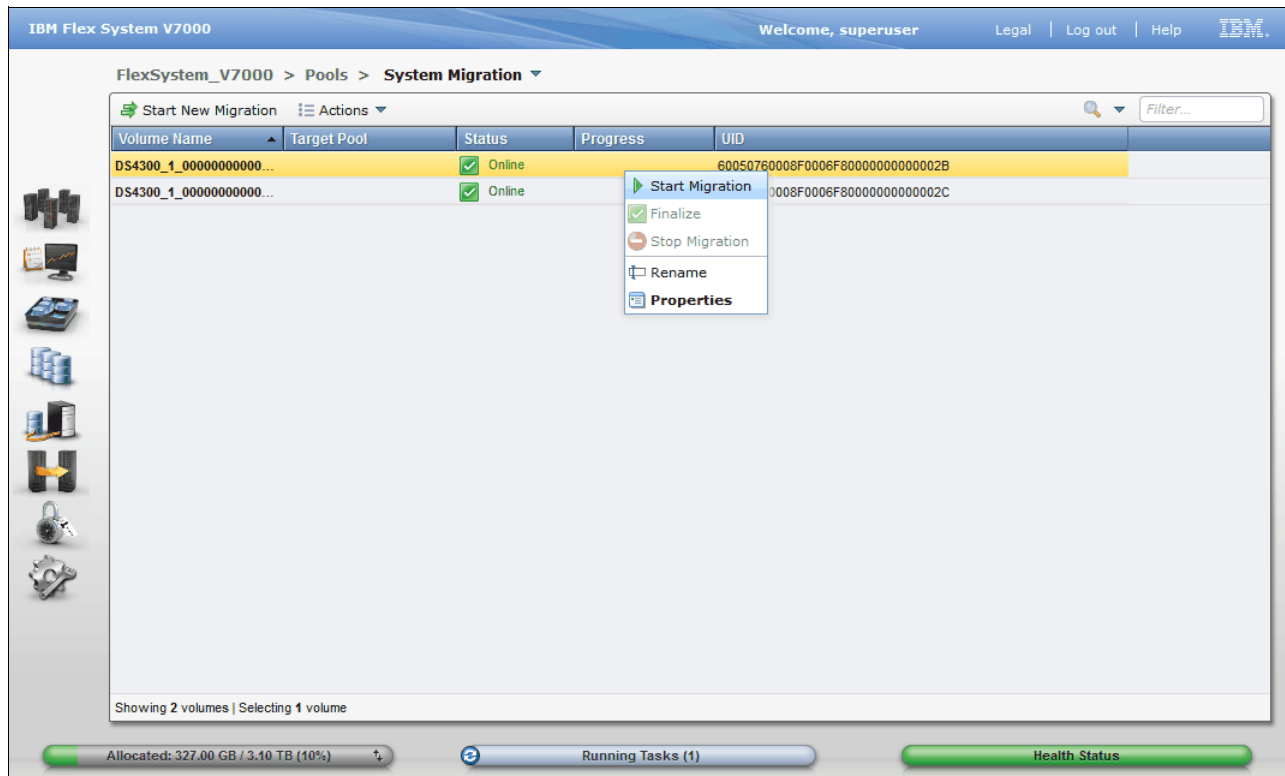 IBM Flex System V7000 Welcome, superuser Legal | Log out | Help IBM.
FlexSystem_V7000 > Pools > System Migration
Start New Migration Actions Filter...
Volume Name Target Pool Status Progress UID
DS4300_1_00000000000... Online 60050760008F0006F80000000000002B
DS4300_1_00000000000... Online 0008F0006F80000000000002C
Start Migration
Finalize
Stop Migration
Rename
Properties
Showing 2 volumes | Selecting 1 volume
Allocated: 327.00 GB / 3.10 TB (10%) Running Tasks (1) Health Status